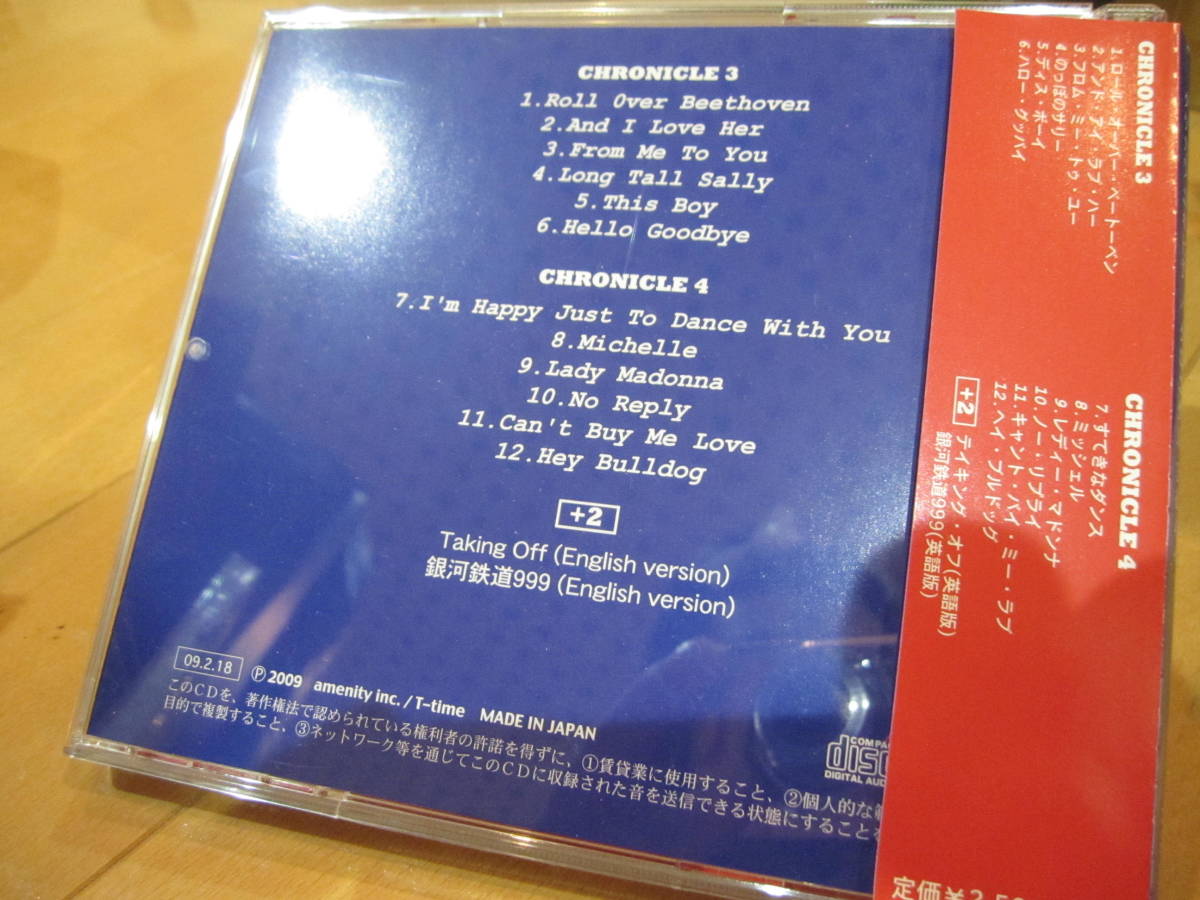 CHRONICLE 3
1.Roll Over Beethoven
2.And I Love Her
3.From Me To You
4.Long Tall Sally
5.This Boy
6.Hello Goodbye
CHRONICLE 4
7.I'm Happy Just To Dance With You
8.Michelle
9.Lady Madonna
10.No Reply
11.Can't Buy Me Love
12.Hey Bulldog
+2
Taking Off (English version)
銀河鉄道999 (English version)
09.2.18 Ⓟ 2009 amenity inc. / T-time MADE IN JAPAN
このCDを、著作権法で認められている権利者の許諾を得ずに、①賃貸業に使用すること、②個人的な
目的で複製すること、③ネットワーク等を通じてこのCDに収録された音を送信できる状態にすることを
COMPA
disc
DIGITAL AUD
CHRONICLE 3
1. ロール・オーバー・ベートーベン
2. アンド・アイ・ラブ・ハー
3. フロム・ミー・トゥ・ユー
4. のっぽのサリー
5. ディス・ボーイ
6. ハロー・グッバイ
CHRONICLE 4
7. すてきなダンス
8. ミッシェル
9. レディー・マドンナ
10. ノー・リプライ
11. キャント・バイ・ミー・ラブ
12. ヘイ・ブルドッグ
+2 テイキング・オフ(英語版)
銀河鉄道999(英語版)
定価¥2,5